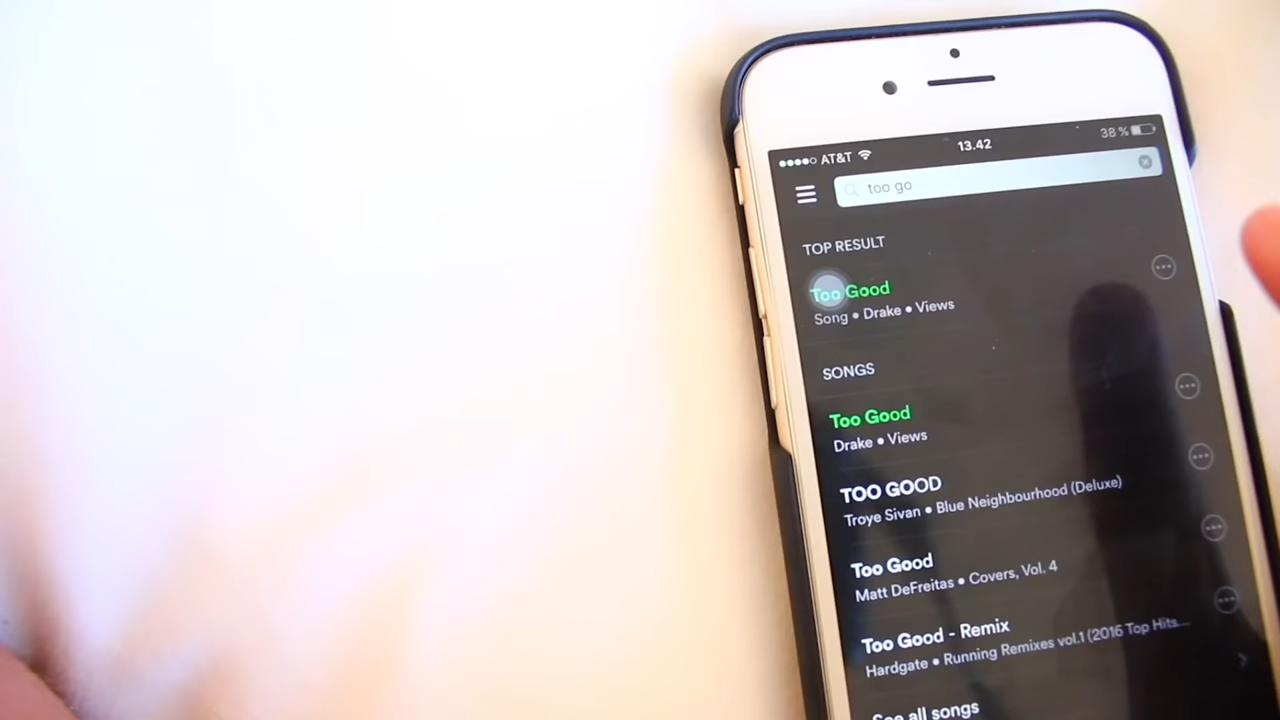 AT&T 13.42 38 %
too go
TOP RESULT
Too Good
Song • Drake • Views
SONGS
Too Good
Drake • Views
TOO GOOD
Troye Sivan • Blue Neighbourhood (Deluxe)
Too Good
Matt DeFreitas • Covers, Vol. 4
Too Good - Remix
Hardgate • Running Remixes vol.1 (2016 Top Hits...
See all songs